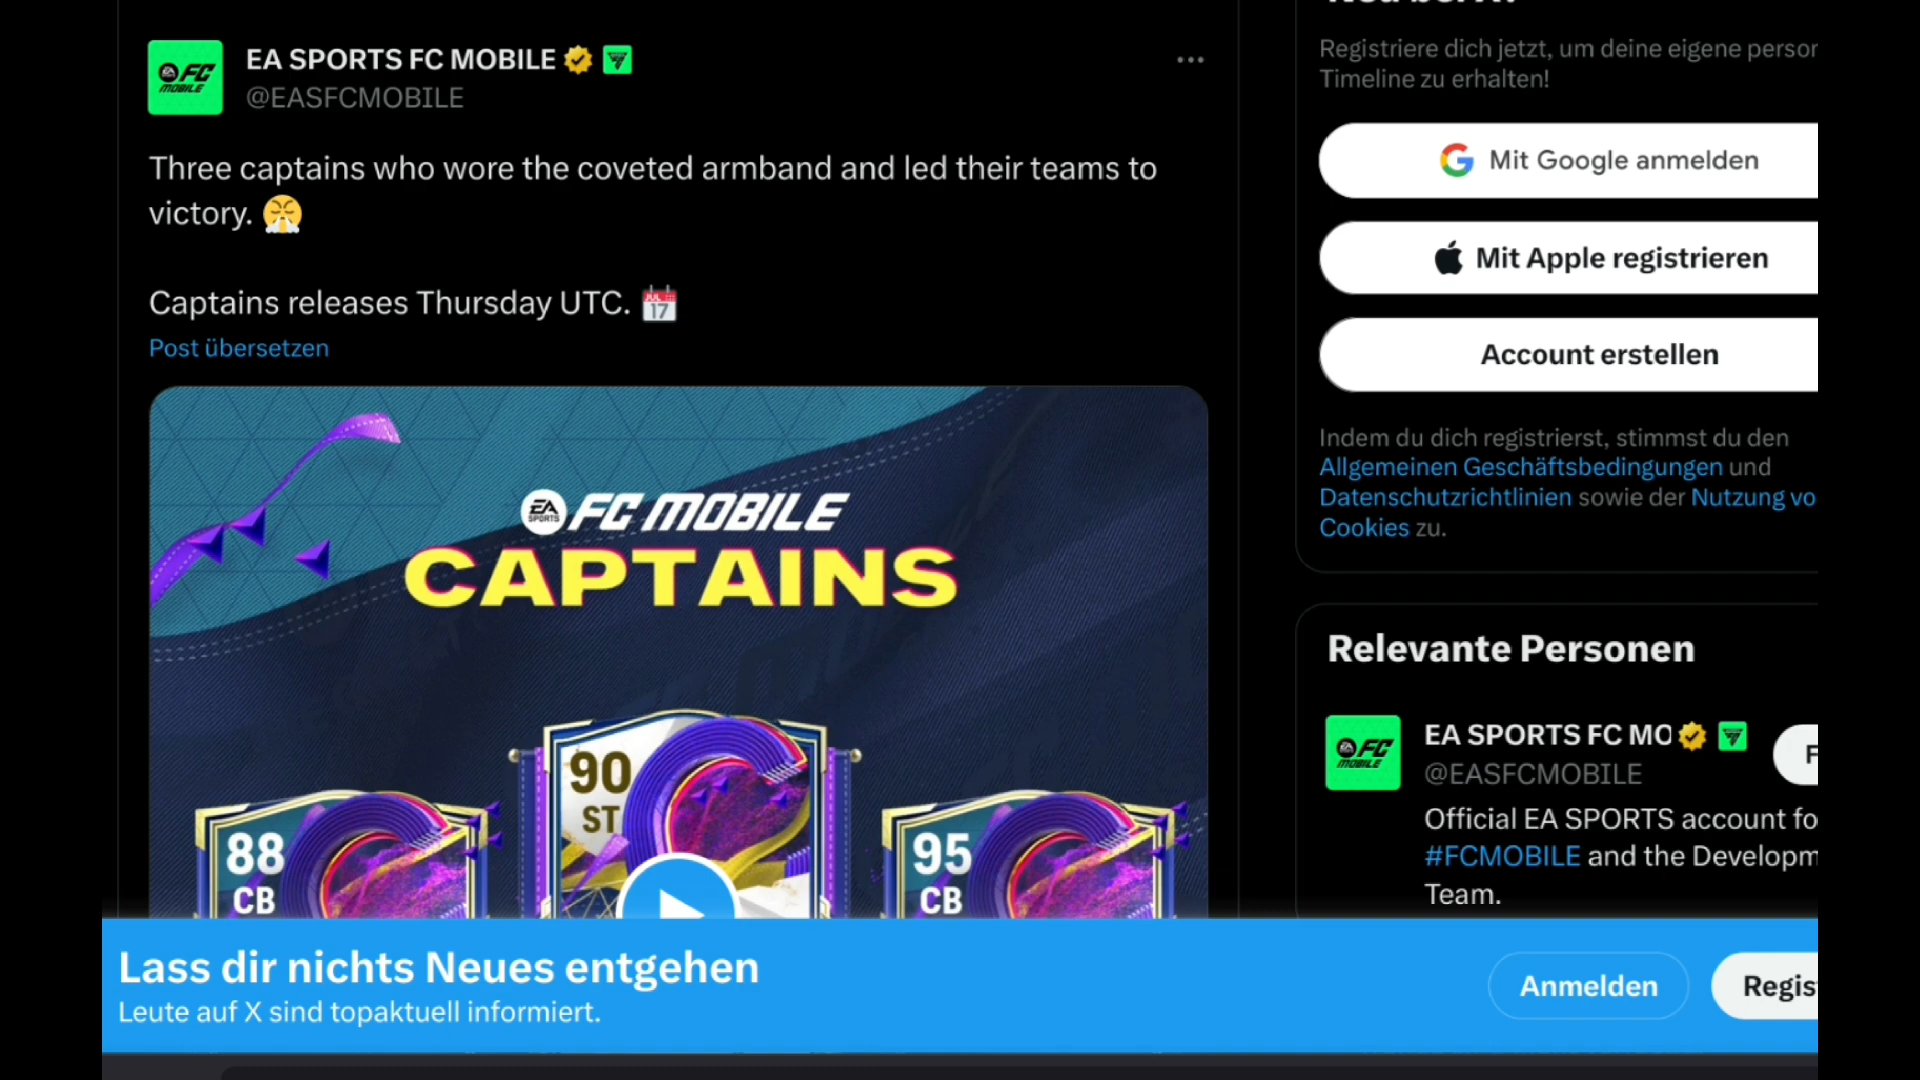 EA SPORTS FC MOBILE
@EASFCMOBILE
Three captains who wore the coveted armband and led their teams to
victory. 😤
Captains releases Thursday UTC. 📅
Post übersetzen
EA SPORTS FC MOBILE
CAPTAINS
90
ST
88
CB
95
CB
Registriere dich jetzt, um deine eigene person
Timeline zu erhalten!
Mit Google anmelden
Mit Apple registrieren
Account erstellen
Indem du dich registrierst, stimmst du den
Allgemeinen Geschäftsbedingungen und
Datenschutzrichtlinien sowie der Nutzung vo
Cookies zu.
Relevante Personen
EA SPORTS FC MO
@EASFCMOBILE
Official EA SPORTS account fo
#FCMOBILE and the Developm
Team.
Lass dir nichts Neues entgehen
Leute auf X sind topaktuell informiert.
Anmelden
Regis